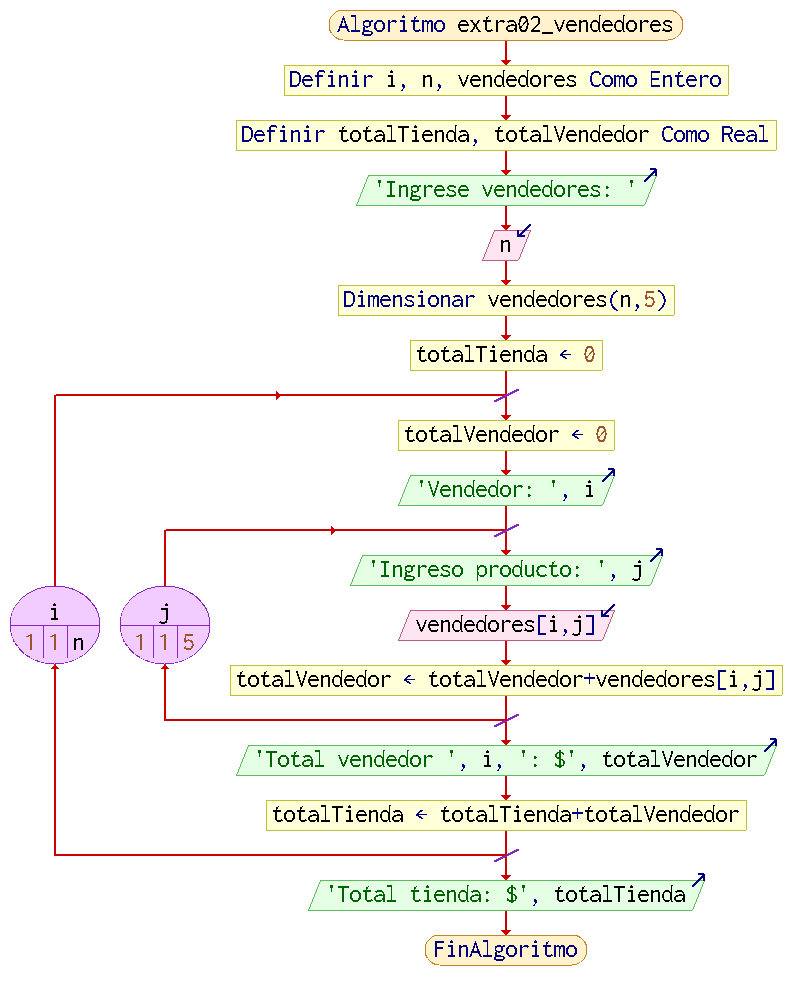 Algoritmo extra02_vendedores
Definir i, n, vendedores Como Entero
Definir totalTienda, totalVendedor Como Real
'Ingrese vendedores: '
n
Dimensionar vendedores(n,5)
totalTienda ← 0
totalVendedor ← 0
'Vendedor: ', i
'Ingreso producto: ', j
i
1 1 n
j
1 1 5
vendedores[i,j]
totalVendedor ← totalVendedor+vendedores[i,j]
'Total vendedor ', i, ': $', totalVendedor
totalTienda ← totalTienda+totalVendedor
'Total tienda: $', totalTienda
FinAlgoritmo